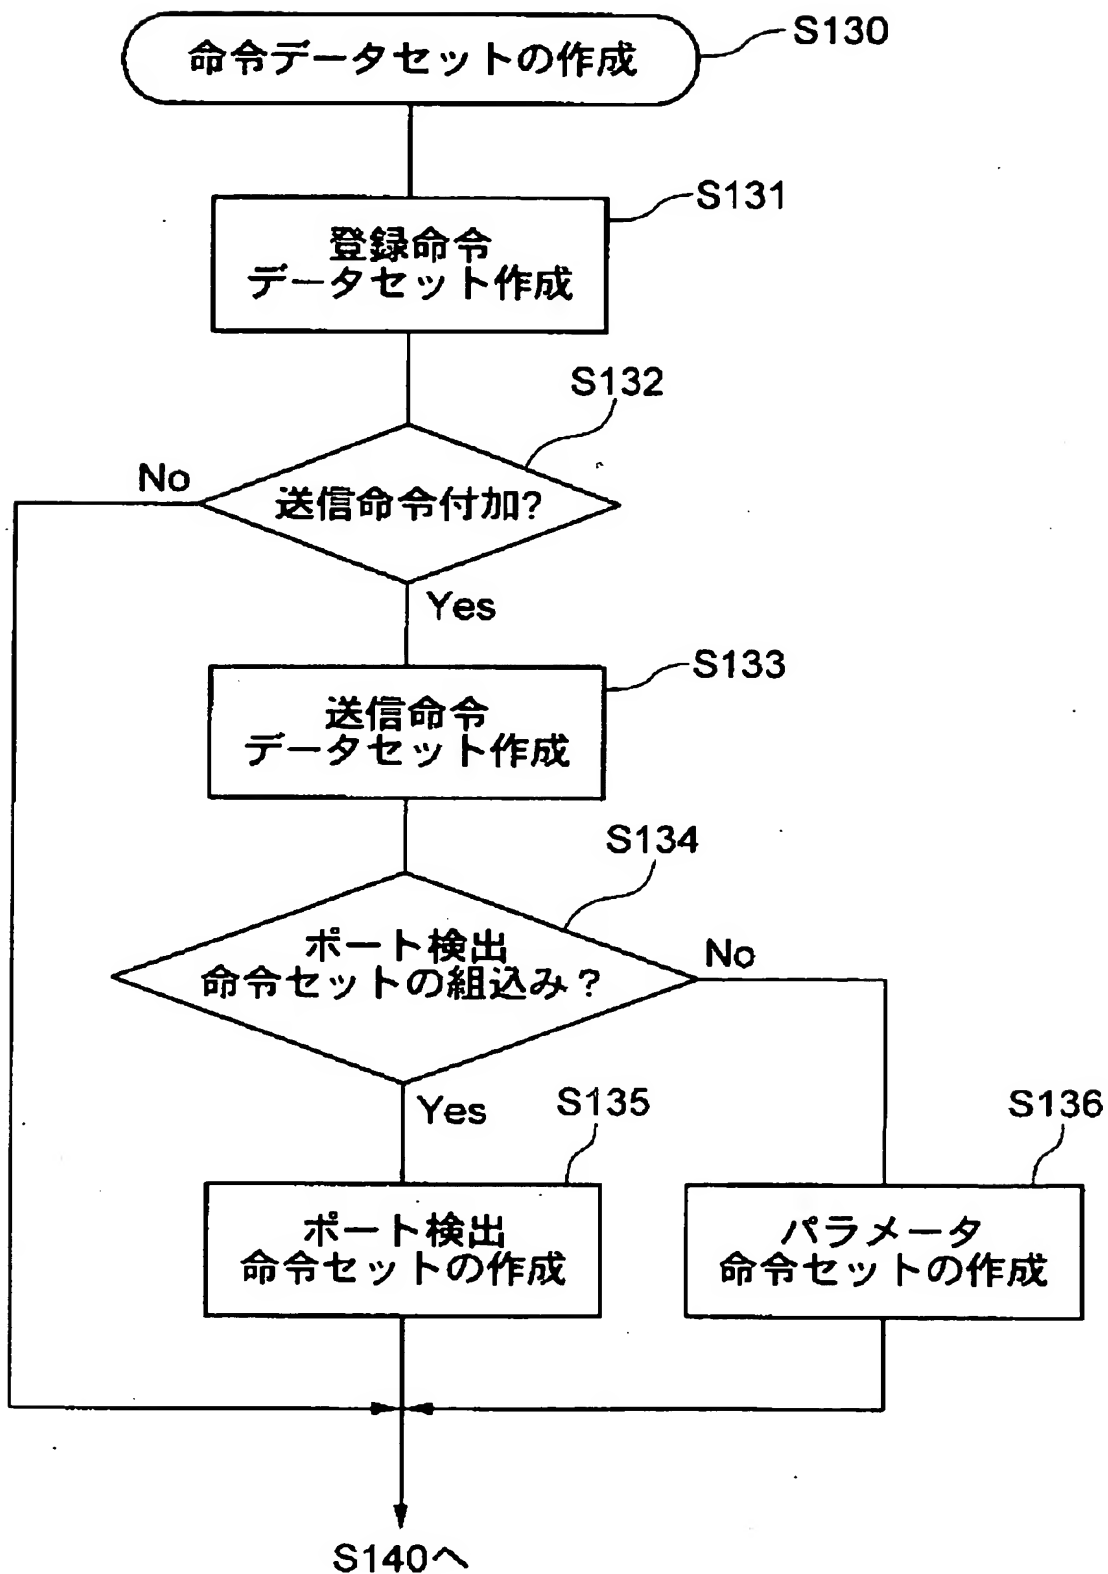 命令データセットの作成
S130
S131
登録命令
データセット作成
S132
No
送信命令付加?
Yes
S133
送信命令
データセット作成
S134
ポート検出
命令セットの組込み？
No
Yes
S135
S136
ポート検出
命令セットの作成
パラメータ
命令セットの作成
S140へ